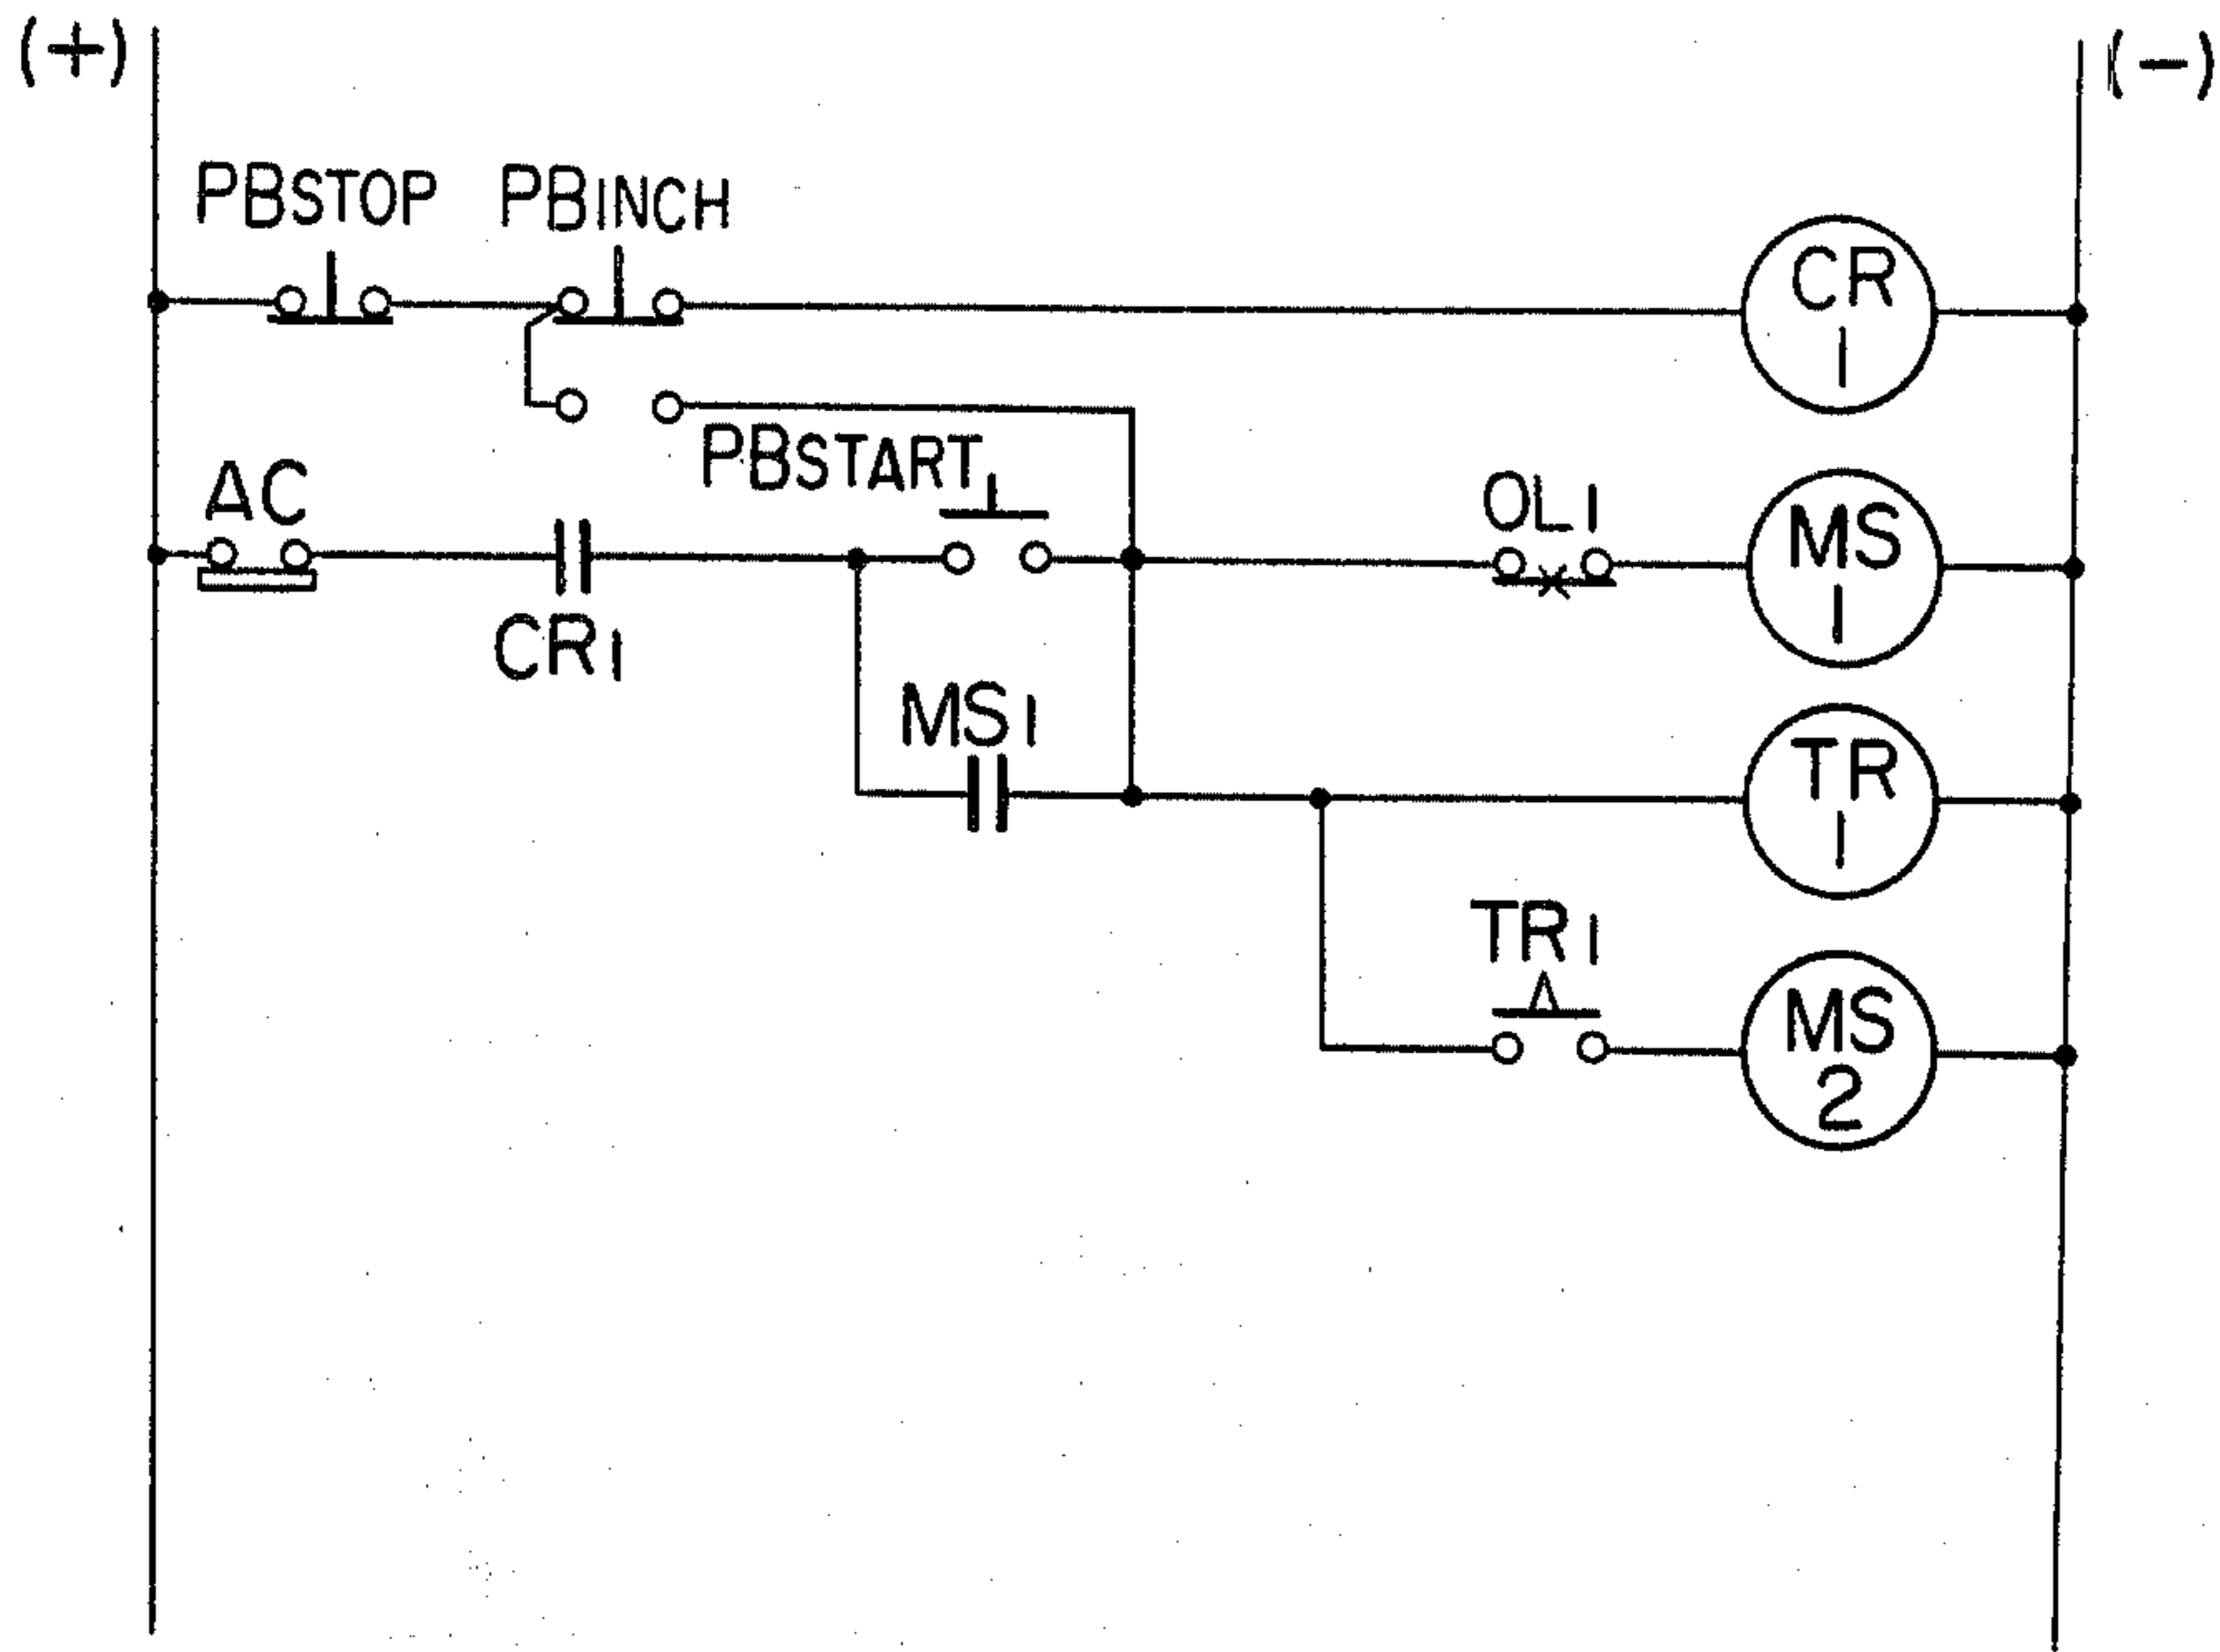 (+)
(-)
PBSTOP
PBINCH
CR
1
PBSTART
AC
OL1
MS
1
CR1
MS1
TR
1
TR1
MS
2